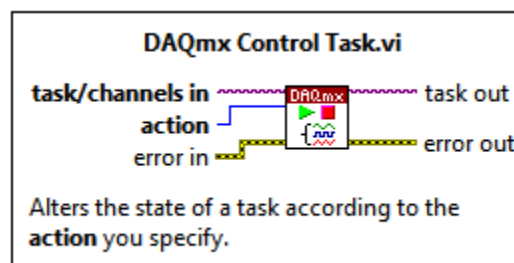 DAQmx Control Task.vi
task/channels in
DAQmx
task out
action
error in
error out
Alters the state of a task according to the
action you specify.